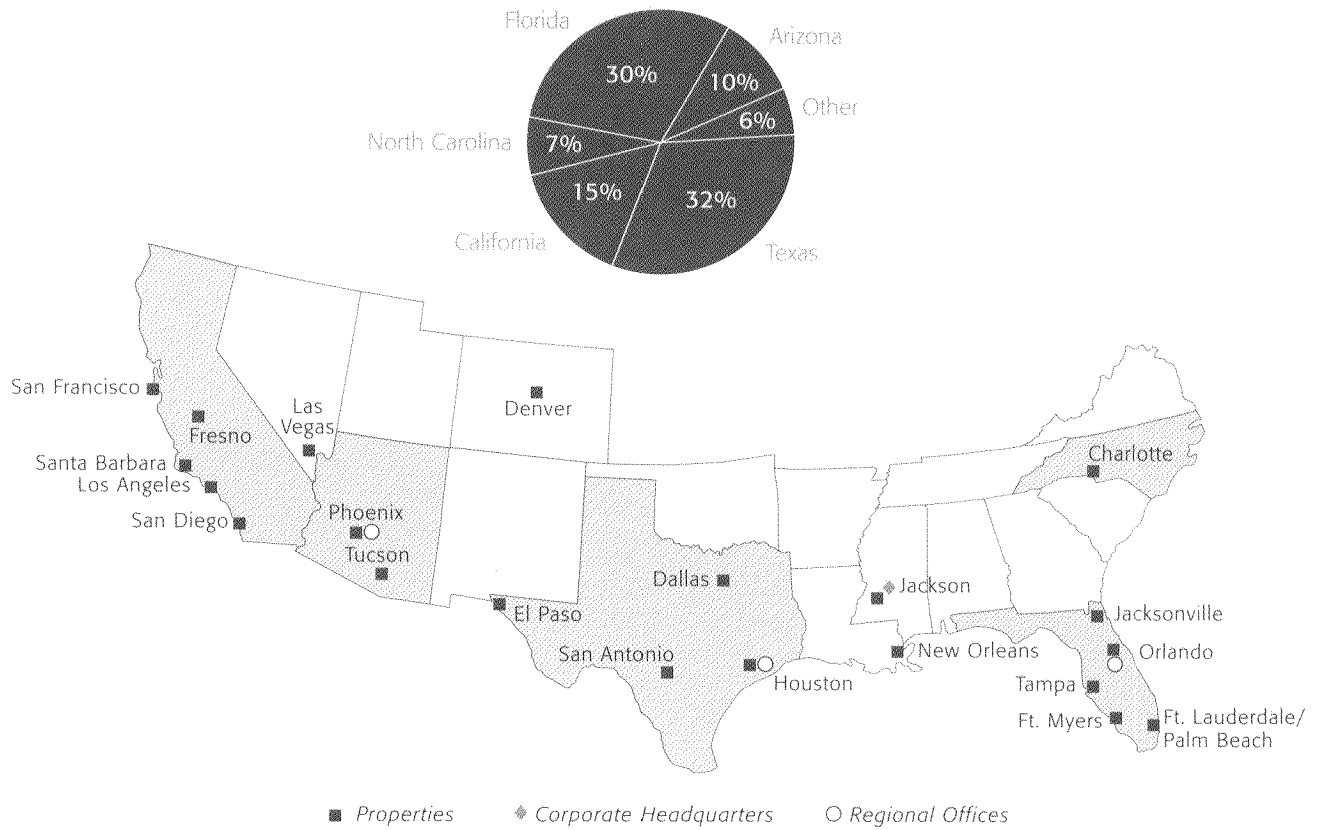 Florida
Arizona
30%
10%
Other
6%
North Carolina
7%
15%
32%
California
Texas
San Francisco
Las
Vegas
Denver
Fresno
Santa Barbara
Los Angeles
San Diego
Charlotte
Phoenix
Tucson
Dallas
Jackson
El Paso
Jacksonville
San Antonio
New Orleans
Orlando
Houston
Tampa
Ft. Myers
Ft. Lauderdale/
Palm Beach
Properties
Corporate Headquarters
Regional Offices